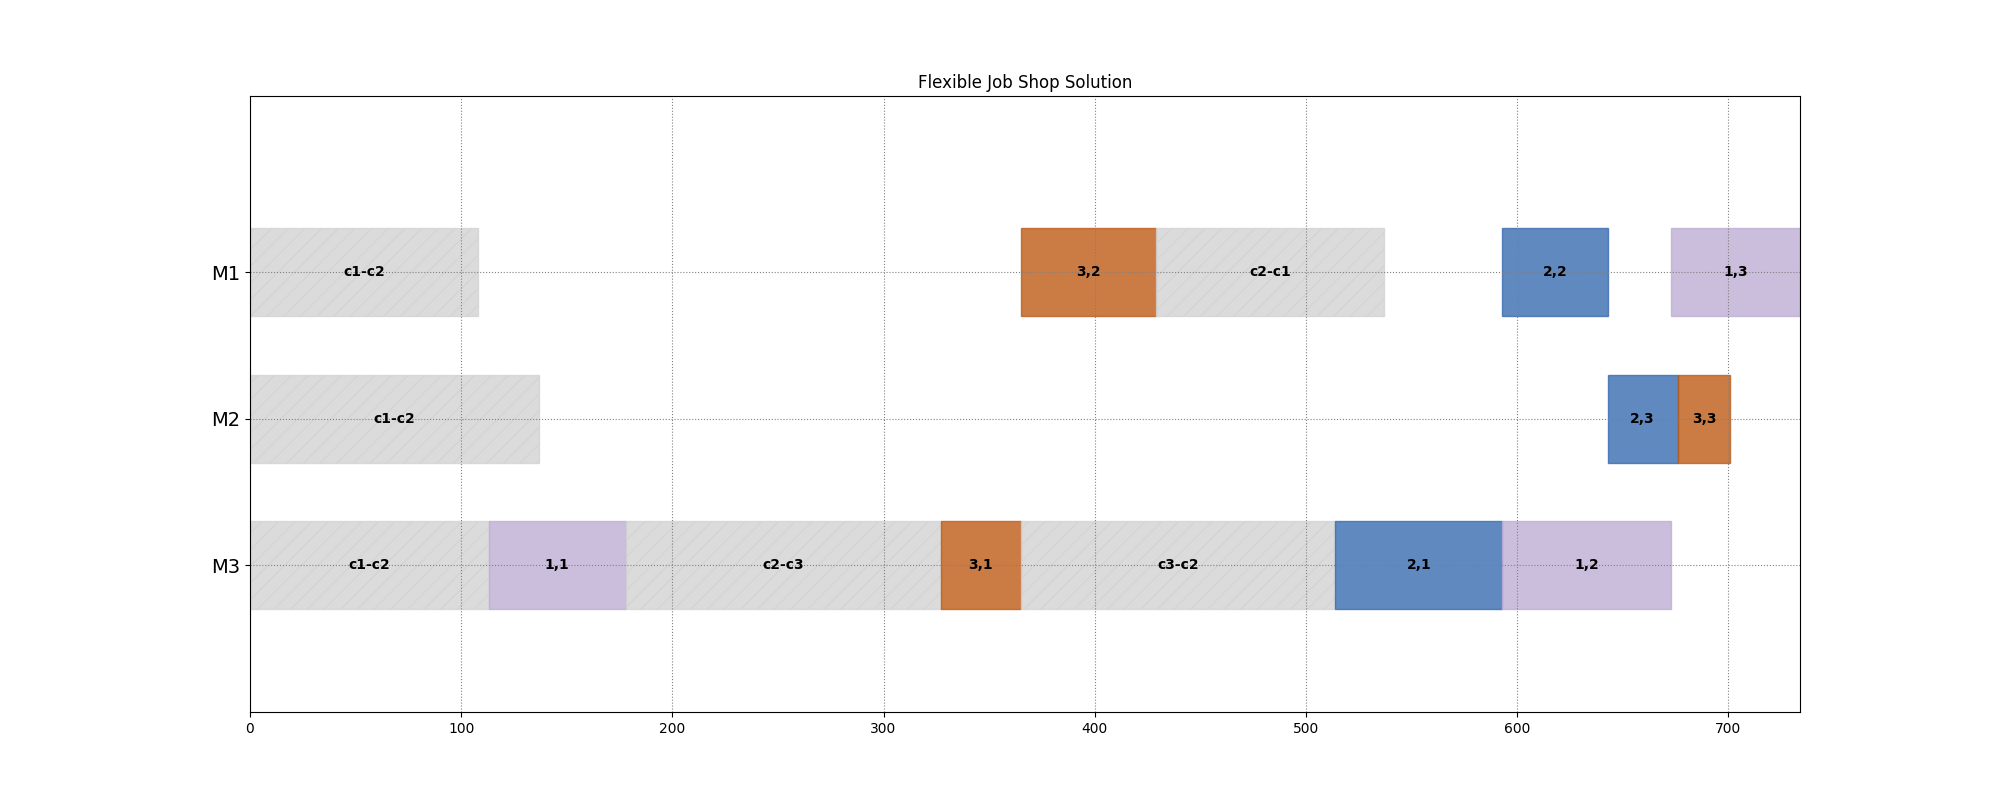 Flexible Job Shop Solution
M1
c1-c2
3,2
c2-c1
2,2
1,3
M2
c1-c2
2,3
3,3
M3
c1-c2
1,1
c2-c3
3,1
c3-c2
2,1
1,2
0 100 200 300 400 500 600 700